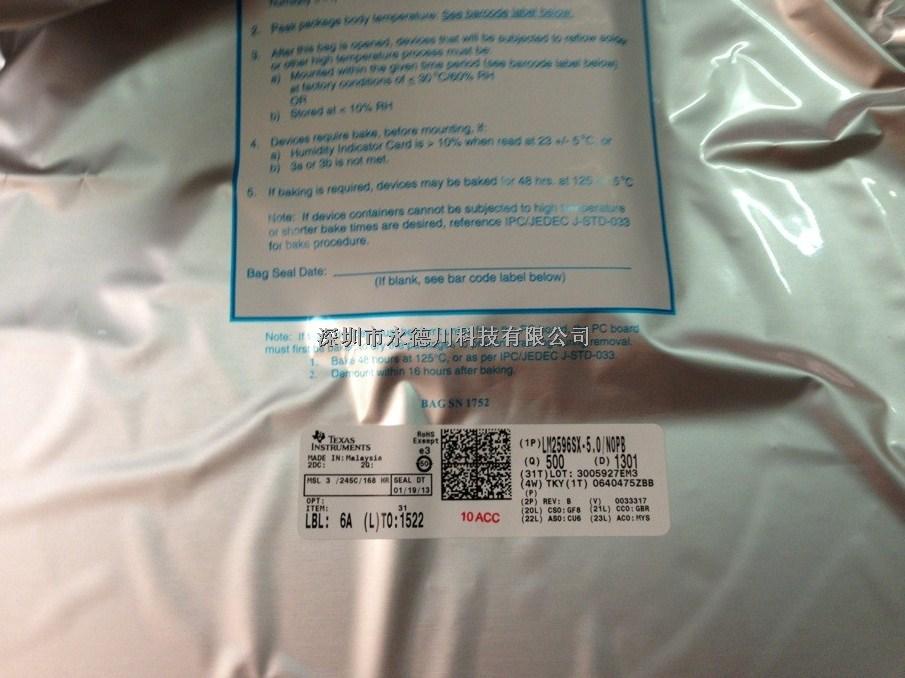 2. Peak package body temperature: See barcode label below
3. After this bag is opened, devices that will be subjected to reflow solder
or other high temperature process must be:
a) Mounted within the given time period (see barcode label below)
at factory conditions of ≤ 30°C/60% RH
OR
b) Stored at < 10% RH
4. Devices require bake, before mounting, if:
a) Humidity Indicator Card is > 10% when read at 23 +/- 5°C, or
b) 3a or 3b is not met.
5. If baking is required, devices may be baked for 48 hrs. at 125 5°C
Note: If device containers cannot be subjected to high temperature
or shorter bake times are desired, reference IPC/JEDEC J-STD-033
for bake procedure.
Bag Seal Date:
(If blank, see bar code label below)
Note: PC board
深圳市永德川科技有限公司
must first be removal.
1. Bake 48 hours at 125°C, or as per IPC/JEDEC J-STD-033
2. Demount within 16 hours after baking.
BAG SN 1752
TEXAS
INSTRUMENTS
MADE IN: Malaysia
2DC: 2Q:
RoHS
Exempt
e3
MSL 3 /245C/168 HR
SEAL DT
01/19/13
OPT:
ITEM: 31
LBL: 6A (L)TO:1522
10 ACC
(1P)LM2596SX-5.0/NOPB
(Q) 500 (D) 1301
(31T)LOT: 3005927EM3
(4W) TKY(1T) 0640475ZBB
(P)
(2P) REV: B (V) 0033317
(20L) CSO:GF8 (21L) CCO:GBR
(22L) ASO:CU6 (23L) ACO:MYS